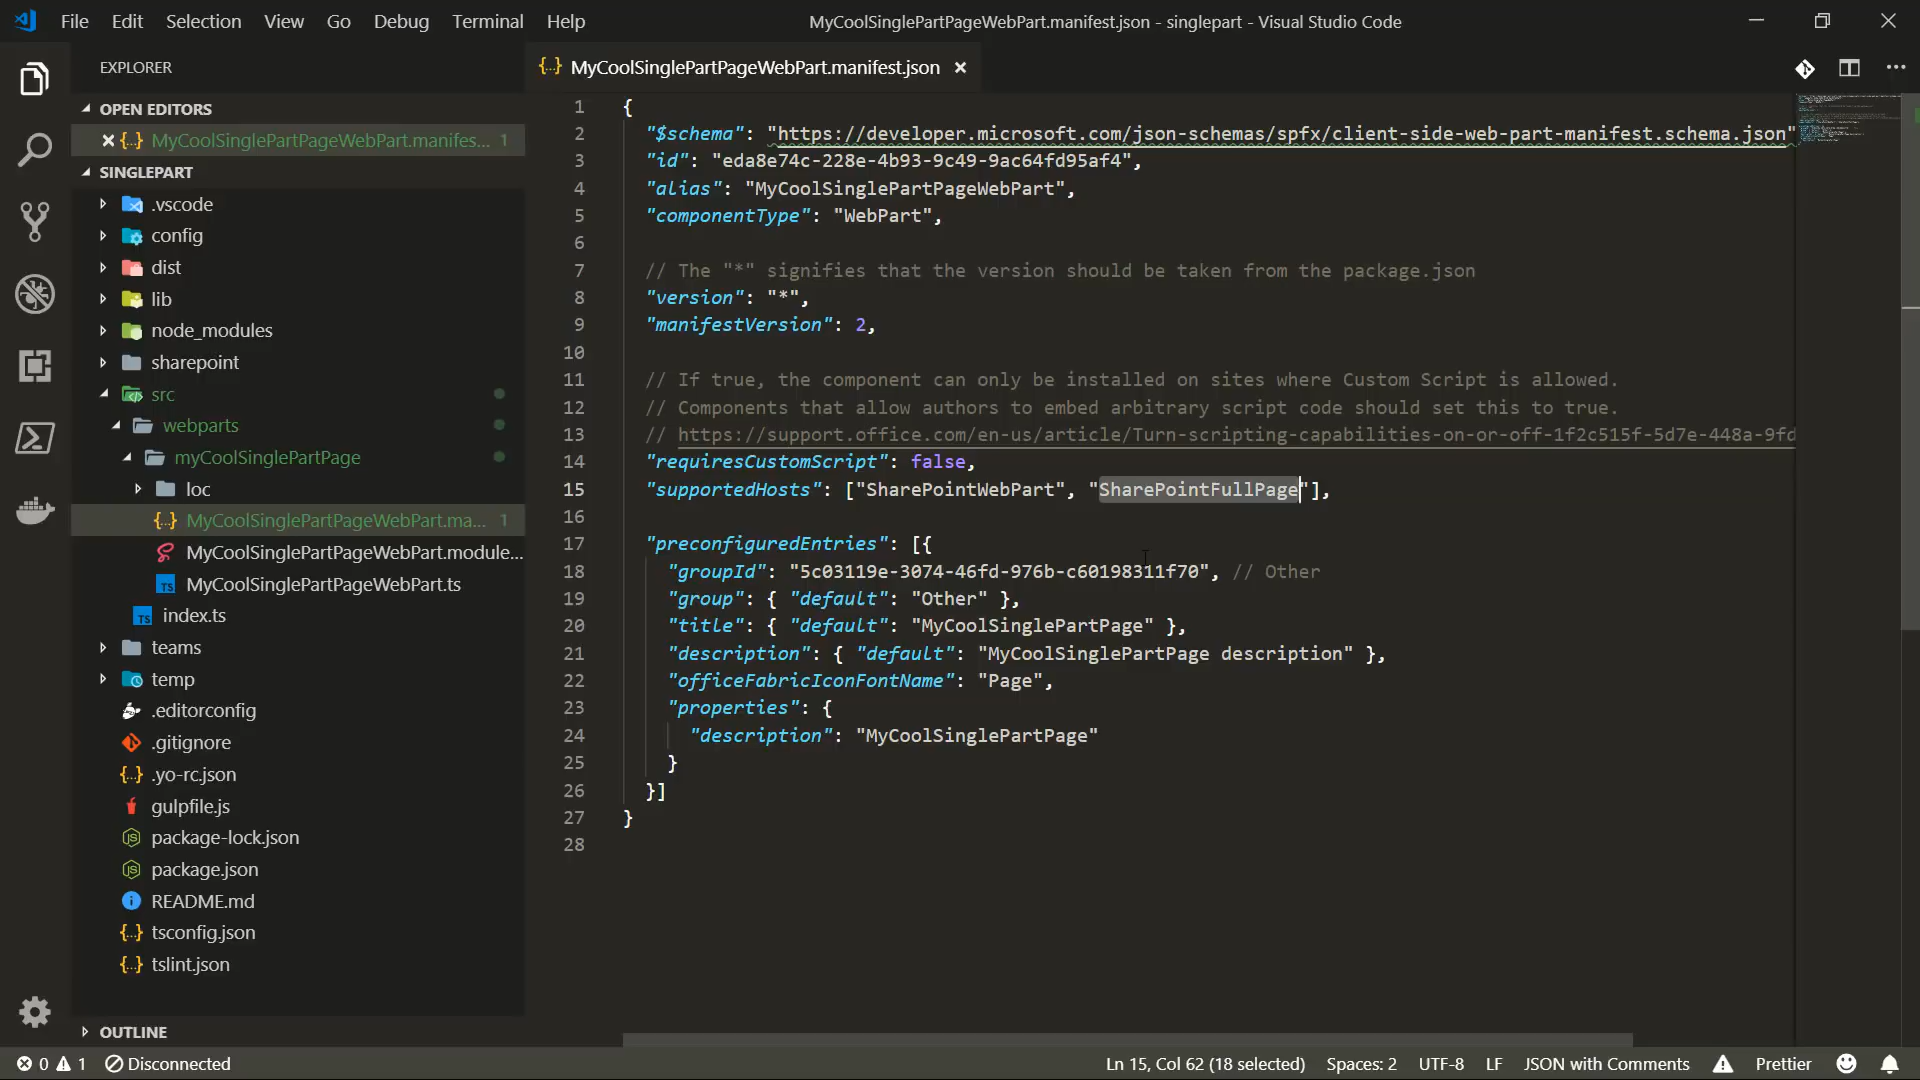 File Edit Selection View Go Debug Terminal Help
MyCoolSinglePartPageWebPart.manifest.json - singlepart - Visual Studio Code
EXPLORER
OPEN EDITORS
MyCoolSinglePartPageWebPart.manifes... 1
SINGLEPART
.vscode
config
dist
lib
node_modules
sharepoint
src
webparts
myCoolSinglePartPage
loc
MyCoolSinglePartPageWebPart.ma... 1
MyCoolSinglePartPageWebPart.module...
MyCoolSinglePartPageWebPart.ts
index.ts
teams
temp
.editorconfig
.gitignore
.yo-rc.json
gulpfile.js
package-lock.json
package.json
README.md
tsconfig.json
tslint.json
OUTLINE
MyCoolSinglePartPageWebPart.manifest.json
1 {
2 "$schema": "https://developer.microsoft.com/json-schemas/spfx/client-side-web-part-manifest.schema.json"
3 "id": "eda8e74c-228e-4b93-9c49-9ac64fd95af4",
4 "alias": "MyCoolSinglePartPageWebPart",
5 "componentType": "WebPart",
6
7 // The "*" signifies that the version should be taken from the package.json
8 "version": "*",
9 "manifestVersion": 2,
10
11 // If true, the component can only be installed on sites where Custom Script is allowed.
12 // Components that allow authors to embed arbitrary script code should set this to true.
13 // https://support.office.com/en-us/article/Turn-scripting-capabilities-on-or-off-1f2c515f-5d7e-448a-9fd
14 "requiresCustomScript": false,
15 "supportedHosts": ["SharePointWebPart", "SharePointFullPage"],
16
17 "preconfiguredEntries": [{
18 "groupId": "5c03119e-3074-46fd-976b-c60198311f70", // Other
19 "group": { "default": "Other" },
20 "title": { "default": "MyCoolSinglePartPage" },
21 "description": { "default": "MyCoolSinglePartPage description" },
22 "officeFabricIconFontName": "Page",
23 "properties": {
24 "description": "MyCoolSinglePartPage"
25 }
26 }]
27 }
28
0 1 Disconnected
Ln 15, Col 62 (18 selected) Spaces: 2 UTF-8 LF JSON with Comments Prettier